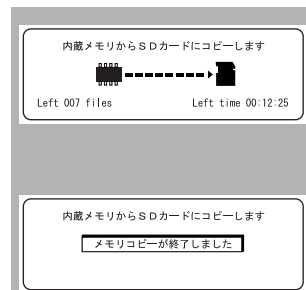 内蔵メモリからSDカードにコピーします
Left 007 files
Left time 00:12:25
内蔵メモリからSDカードにコピーします
メモリコピーが終了しました